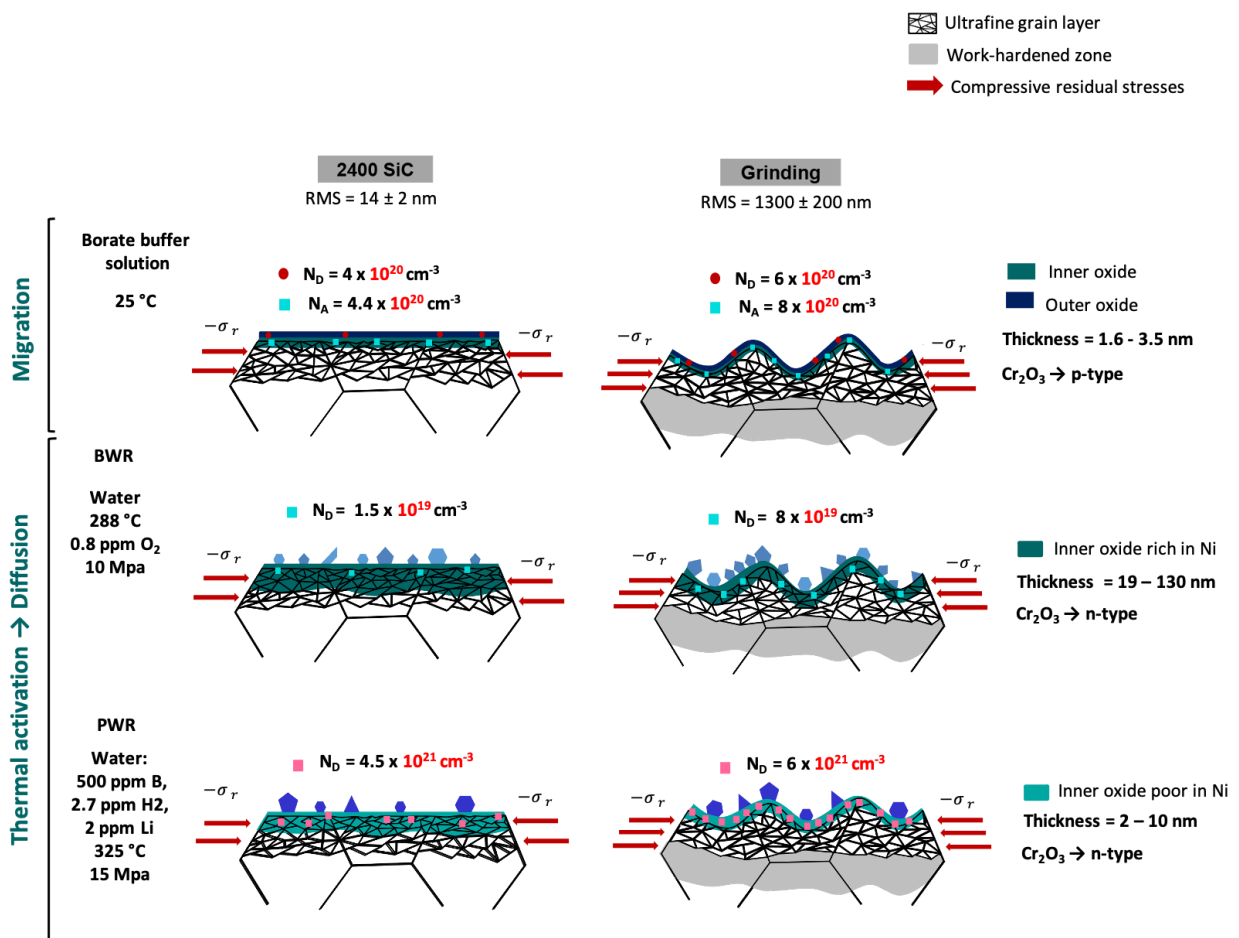 Ultrafine grain layer
Work-hardened zone
Compressive residual stresses
2400 SiC
RMS = 14 ± 2 nm
Grinding
RMS = 1300 ± 200 nm
Migration
Borate buffer
solution
25 °C
N_D = 4 x 10^20 cm^-3
N_A = 4.4 x 10^20 cm^-3
−σ_r
−σ_r
N_D = 6 x 10^20 cm^-3
N_A = 8 x 10^20 cm^-3
−σ_r
−σ_r
Inner oxide
Outer oxide
Thickness = 1.6 - 3.5 nm
Cr₂O₃ → p-type
Thermal activation → Diffusion
BWR
Water
288 °C
0.8 ppm O₂
10 Mpa
N_D = 1.5 x 10^19 cm^-3
−σ_r
−σ_r
N_D = 8 x 10^19 cm^-3
−σ_r
−σ_r
Inner oxide rich in Ni
Thickness = 19 – 130 nm
Cr₂O₃ → n-type
PWR
Water:
500 ppm B,
2.7 ppm H2,
2 ppm Li
325 °C
15 Mpa
N_D = 4.5 x 10^21 cm^-3
−σ_r
−σ_r
N_D = 6 x 10^21 cm^-3
−σ_r
−σ_r
Inner oxide poor in Ni
Thickness = 2 – 10 nm
Cr₂O₃ → n-type